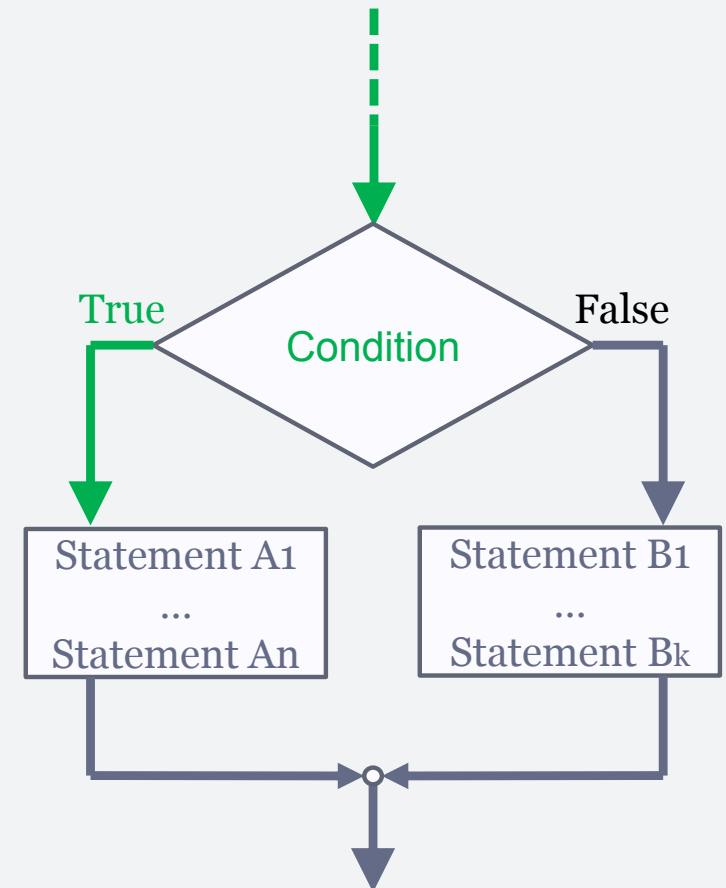 True
False
Condition
Statement A1
...
Statement An
Statement B1
...
Statement Bk